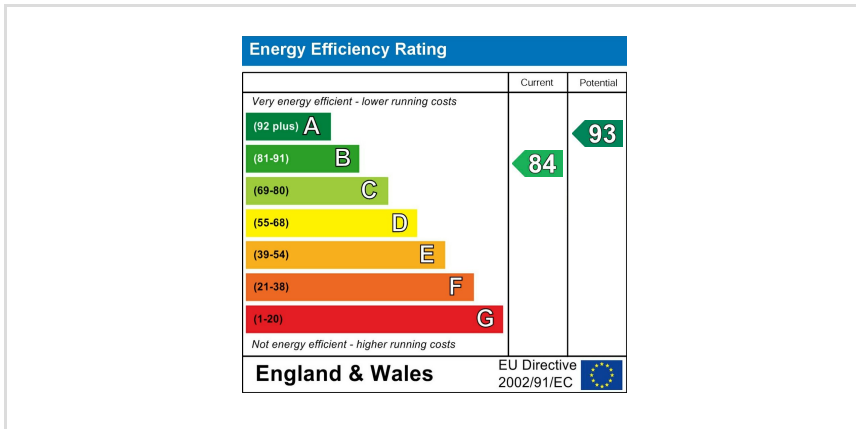 Energy Efficiency Rating
Current Potential
Very energy efficient - lower running costs
(92 plus) A
93
(81-91) B
84
(69-80) C
(55-68) D
(39-54) E
(21-38) F
(1-20) G
Not energy efficient - higher running costs
England & Wales
EU Directive
2002/91/EC